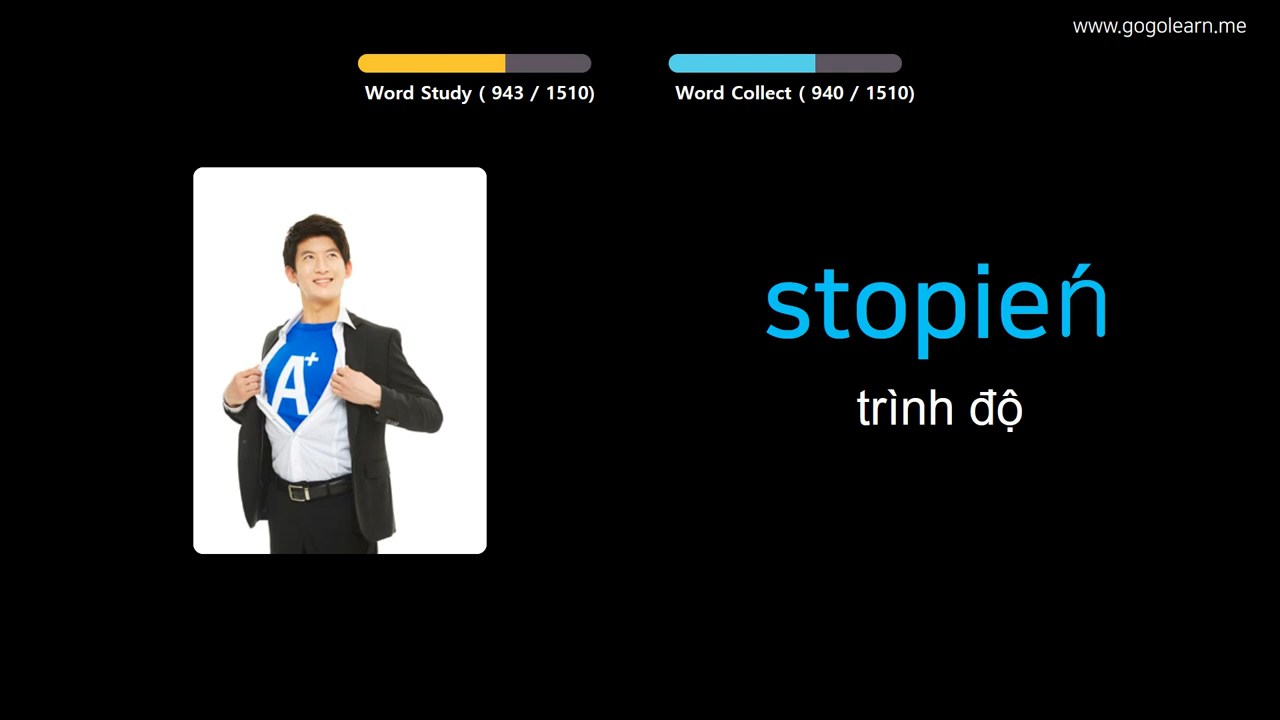 www.gogolearn.me
Word Study ( 943 / 1510)
Word Collect ( 940 / 1510)
A+
stopień
trình độ